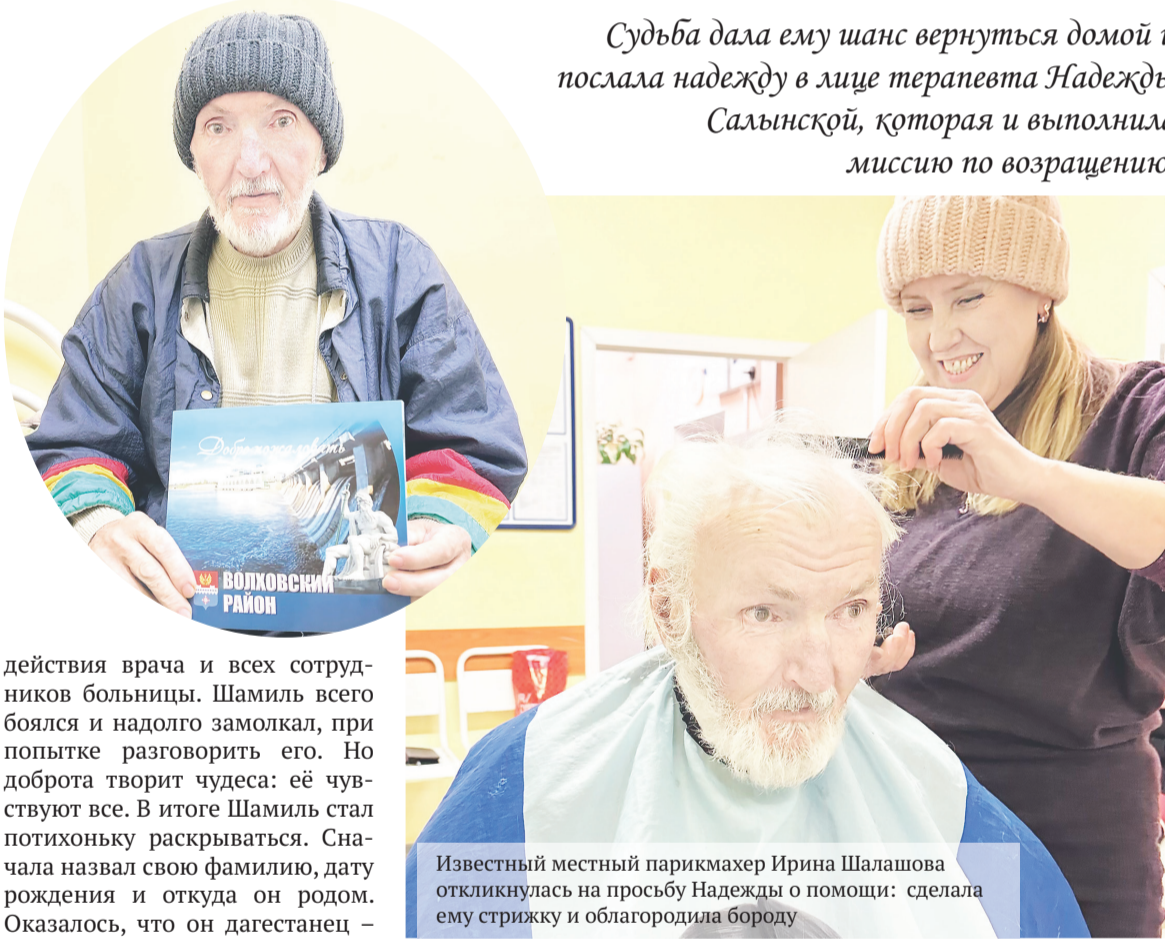 Судьба дала ему шанс вернуться домой и
послала надежду в лице терапевта Надежды
Салынской, которая и выполнила
миссию по возращению
Добро пожаловать
ВОЛХОВСКИЙ
РАЙОН
действия врача и всех сотруд-
ников больницы. Шамиль всего
боялся и надолго замолкал, при
попытке разговорить его. Но
доброта творит чудеса: её чув-
ствуют все. В итоге Шамиль стал
потихоньку раскрываться. Сна-
чала назвал свою фамилию, дату
рождения и откуда он родом.
Оказалось, что он дагестанец –
Известный местный парикмахер Ирина Шалашова
откликнулась на просьбу Надежды о помощи: сделала
ему стрижку и облагородила бороду